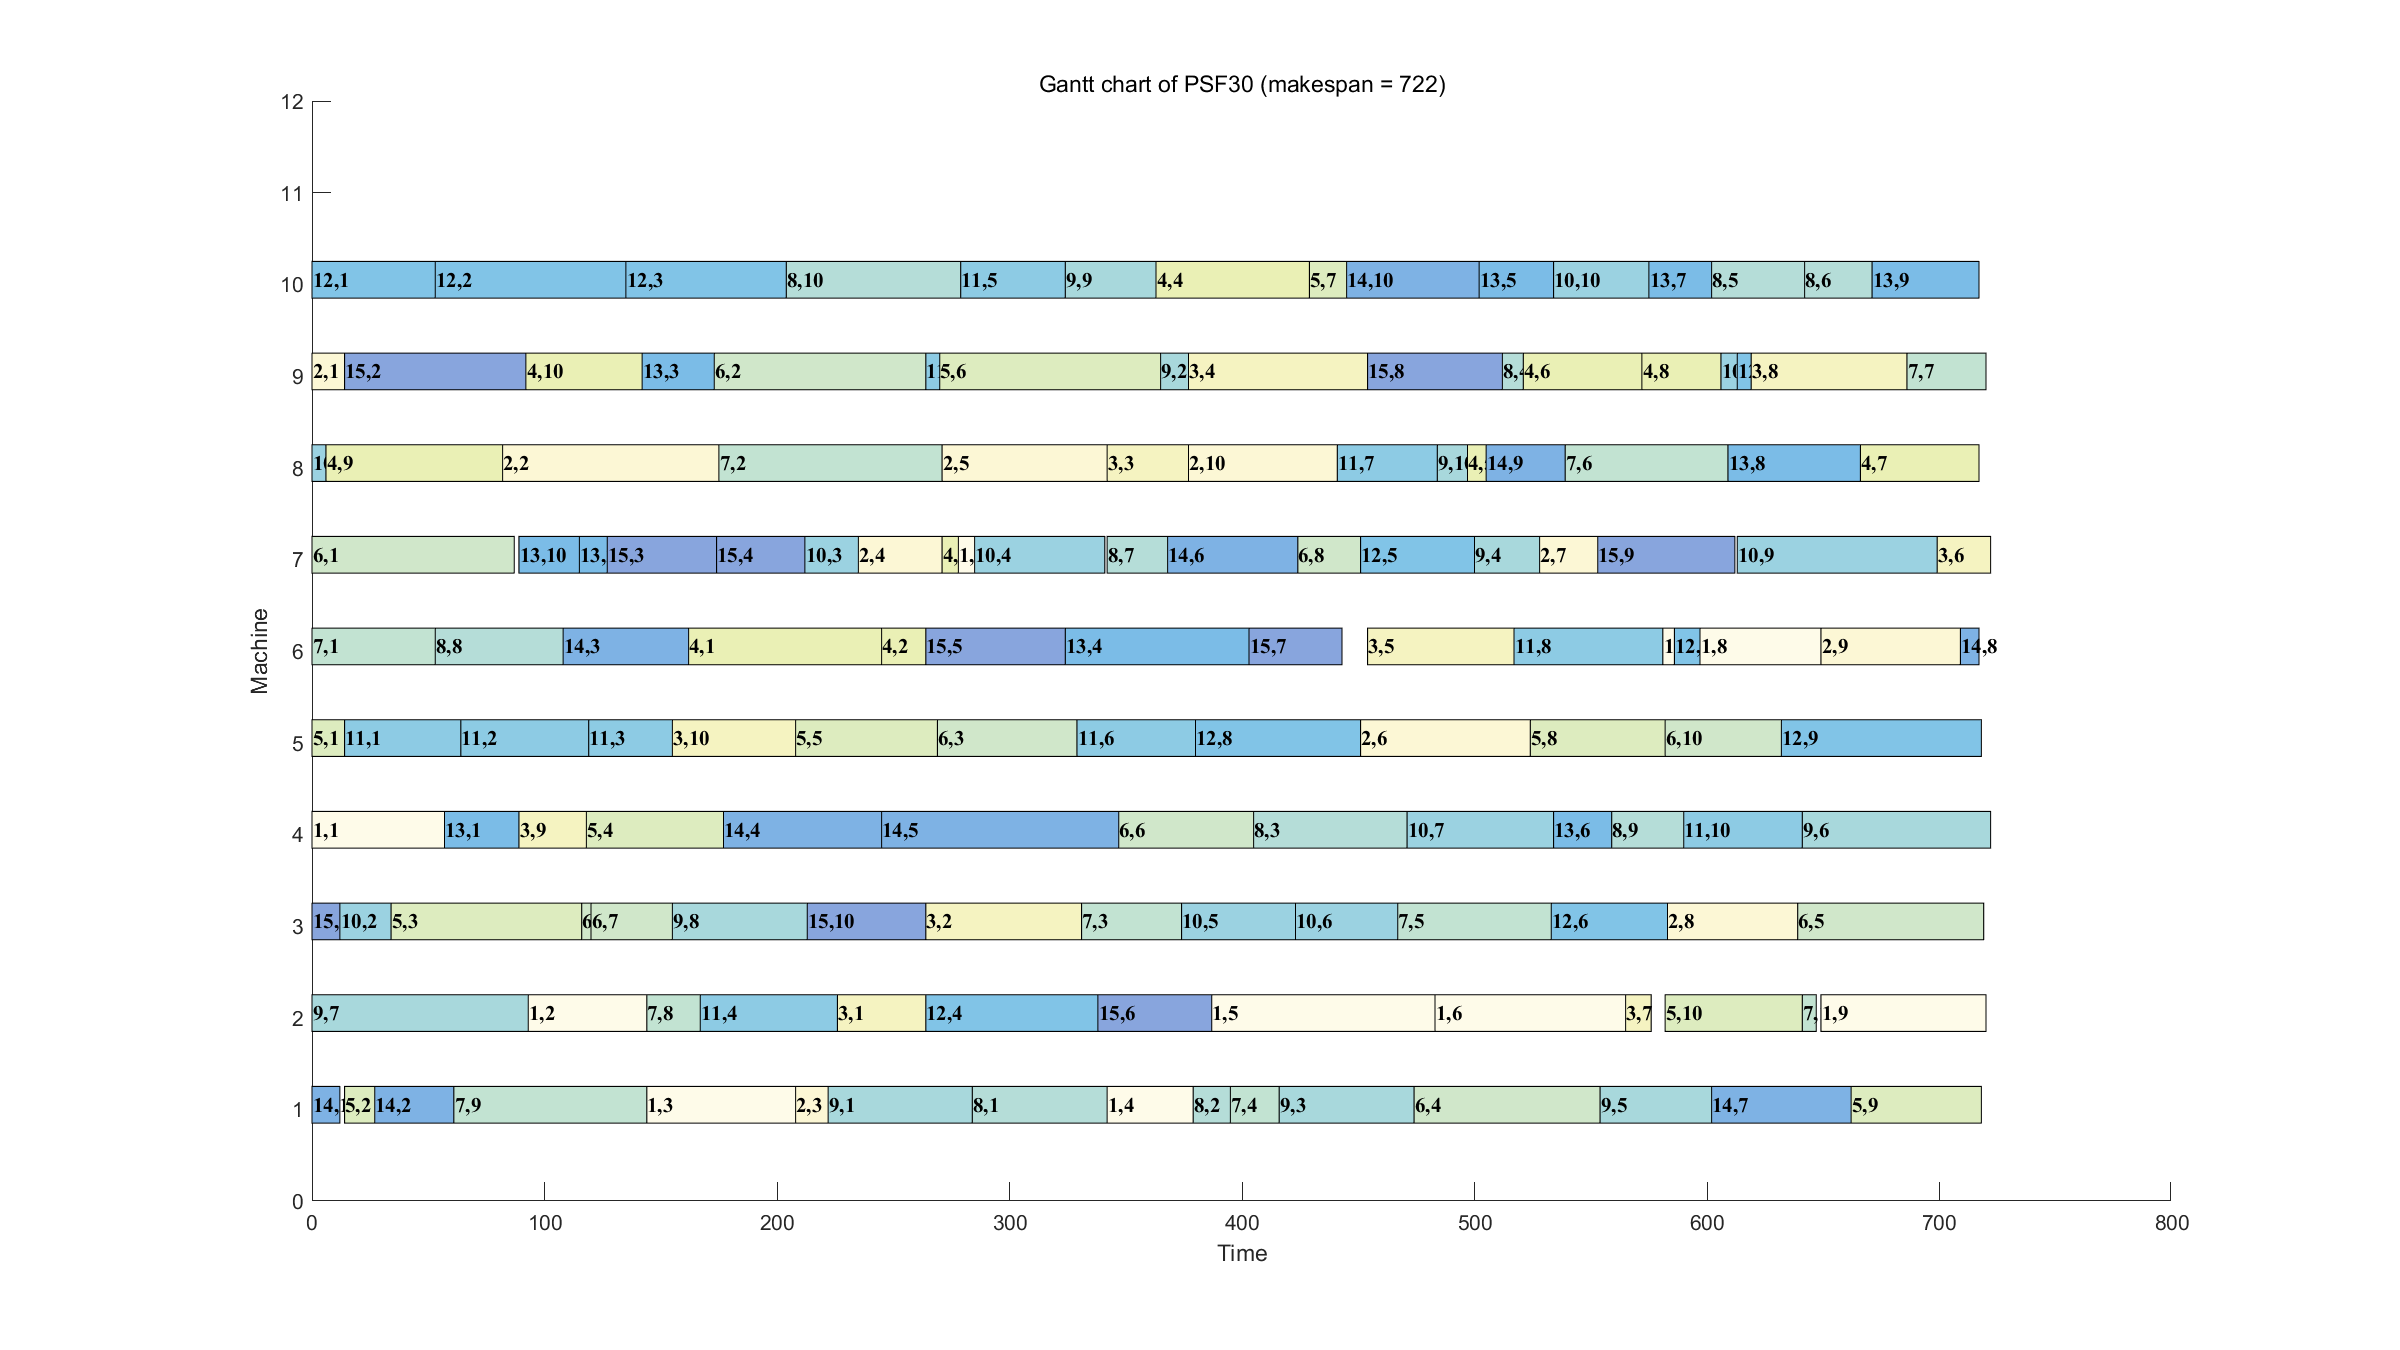 Gantt chart of PSF30 (makespan = 722)
12
11
10 12,1 12,2 12,3 8,10 11,5 9,9 4,4 5,7 14,10 13,5 10,10 13,7 8,5 8,6 13,9
9 2,1 15,2 4,10 13,3 6,2 5,6 9,2 3,4 15,8 4,6 4,8 3,8 7,7
8 4,9 2,2 7,2 2,5 3,3 2,10 11,7 14,9 7,6 13,8 4,7
7 6,1 13,10 13, 15,3 15,4 10,3 2,4 4, 1, 10,4 8,7 14,6 6,8 12,5 9,4 2,7 15,9 10,9 3,6
Machine
6 7,1 8,8 14,3 4,1 4,2 15,5 13,4 15,7 3,5 11,8 1 12, 1,8 2,9 14,8
5 5,1 11,1 11,2 11,3 3,10 5,5 6,3 11,6 12,8 2,6 5,8 6,10 12,9
4 1,1 13,1 3,9 5,4 14,4 14,5 6,6 8,3 10,7 13,6 8,9 11,10 9,6
3 15, 10,2 5,3 6 6,7 9,8 15,10 3,2 7,3 10,5 10,6 7,5 12,6 2,8 6,5
2 9,7 1,2 7,8 11,4 3,1 12,4 15,6 1,5 1,6 3,7 5,10 7, 1,9
1 14, 5,2 14,2 7,9 1,3 2,3 9,1 8,1 1,4 8,2 7,4 9,3 6,4 9,5 14,7 5,9
0
0 100 200 300 400 500 600 700 800
Time